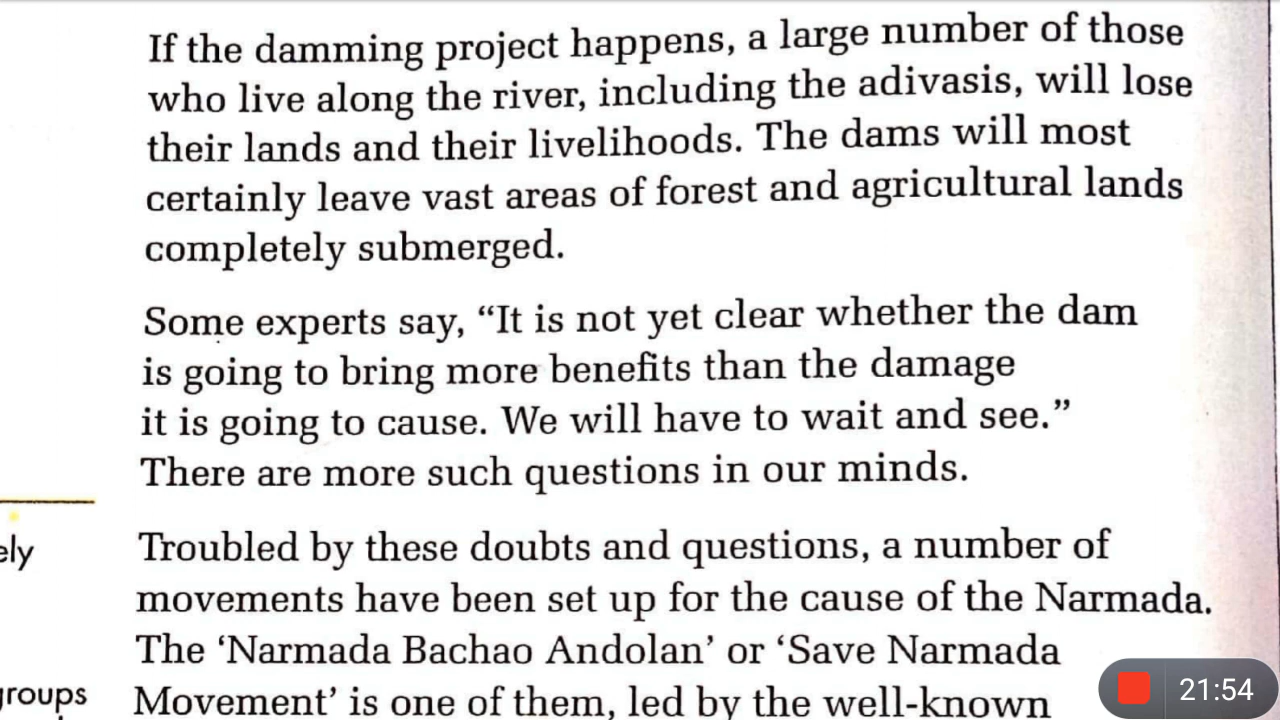 If the damming project happens, a large number of those
who live along the river, including the adivasis, will lose
their lands and their livelihoods. The dams will most
certainly leave vast areas of forest and agricultural lands
completely submerged.
Some experts say, “It is not yet clear whether the dam
is going to bring more benefits than the damage
it is going to cause. We will have to wait and see.”
There are more such questions in our minds.
ely
Troubled by these doubts and questions, a number of
movements have been set up for the cause of the Narmada.
The ‘Narmada Bachao Andolan’ or ‘Save Narmada
groups
Movement’ is one of them, led by the well-known
21:54